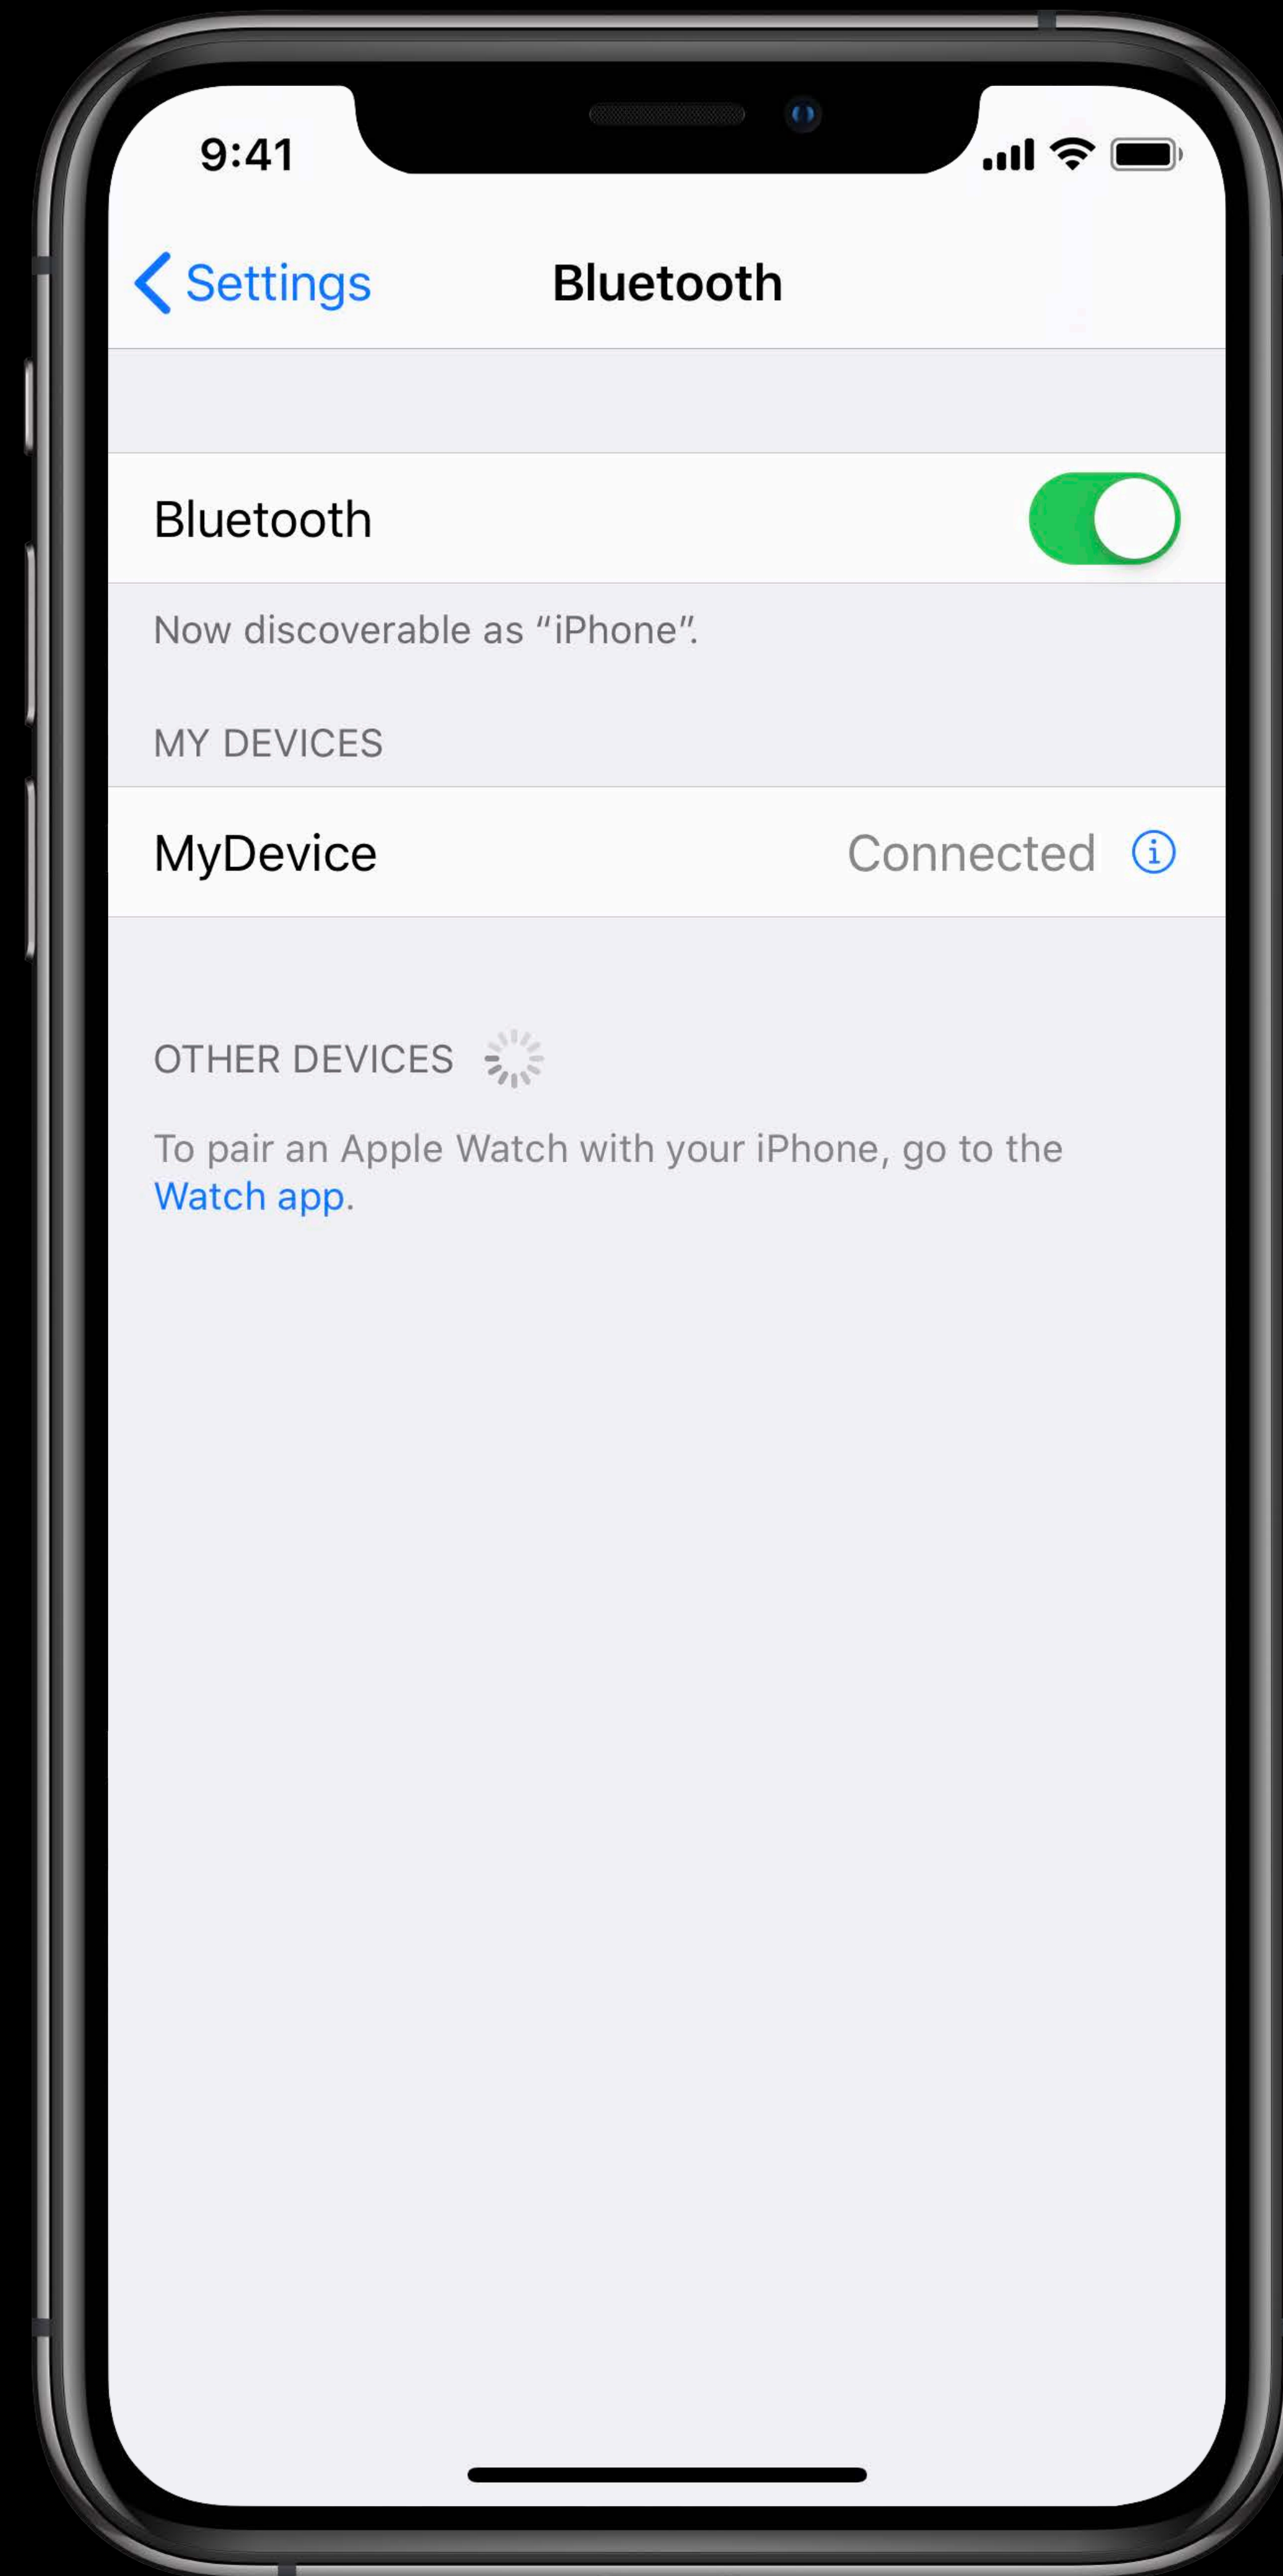 9:41
Settings
Bluetooth
Bluetooth
Now discoverable as “iPhone”.
MY DEVICES
MyDevice
Connected
OTHER DEVICES
To pair an Apple Watch with your iPhone, go to the
Watch app.